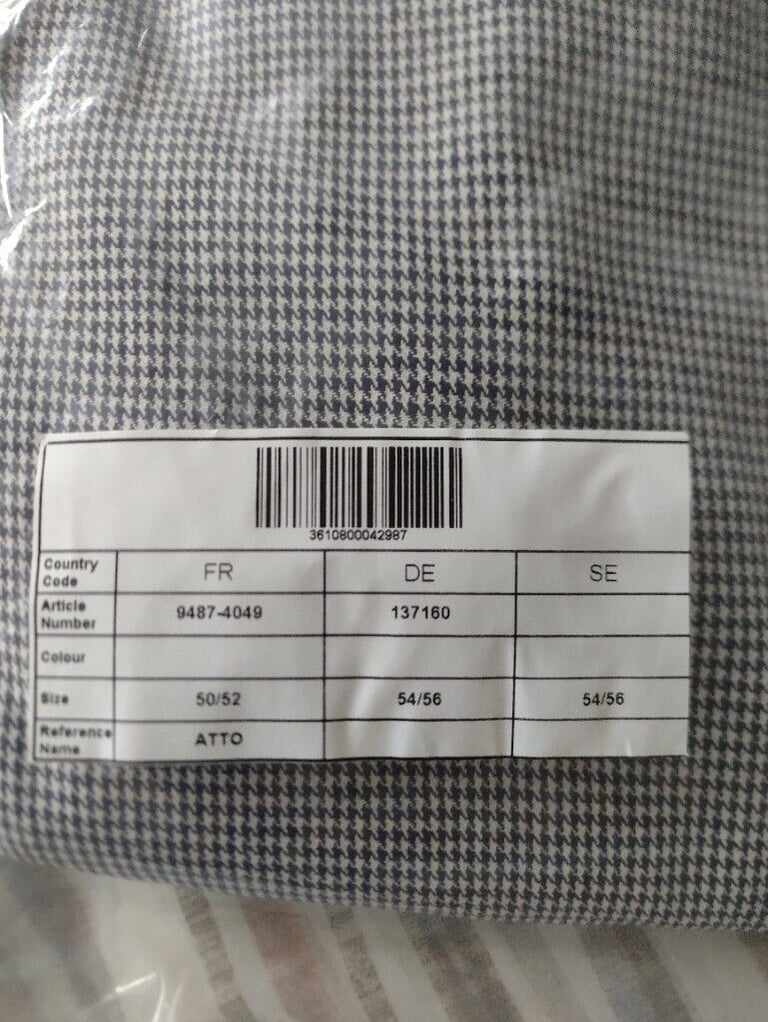 3610800042987
Country Code FR DE SE
Article Number 9487-4049 137160
Colour
Size 50/52 54/56 54/56
Reference Name ATTO